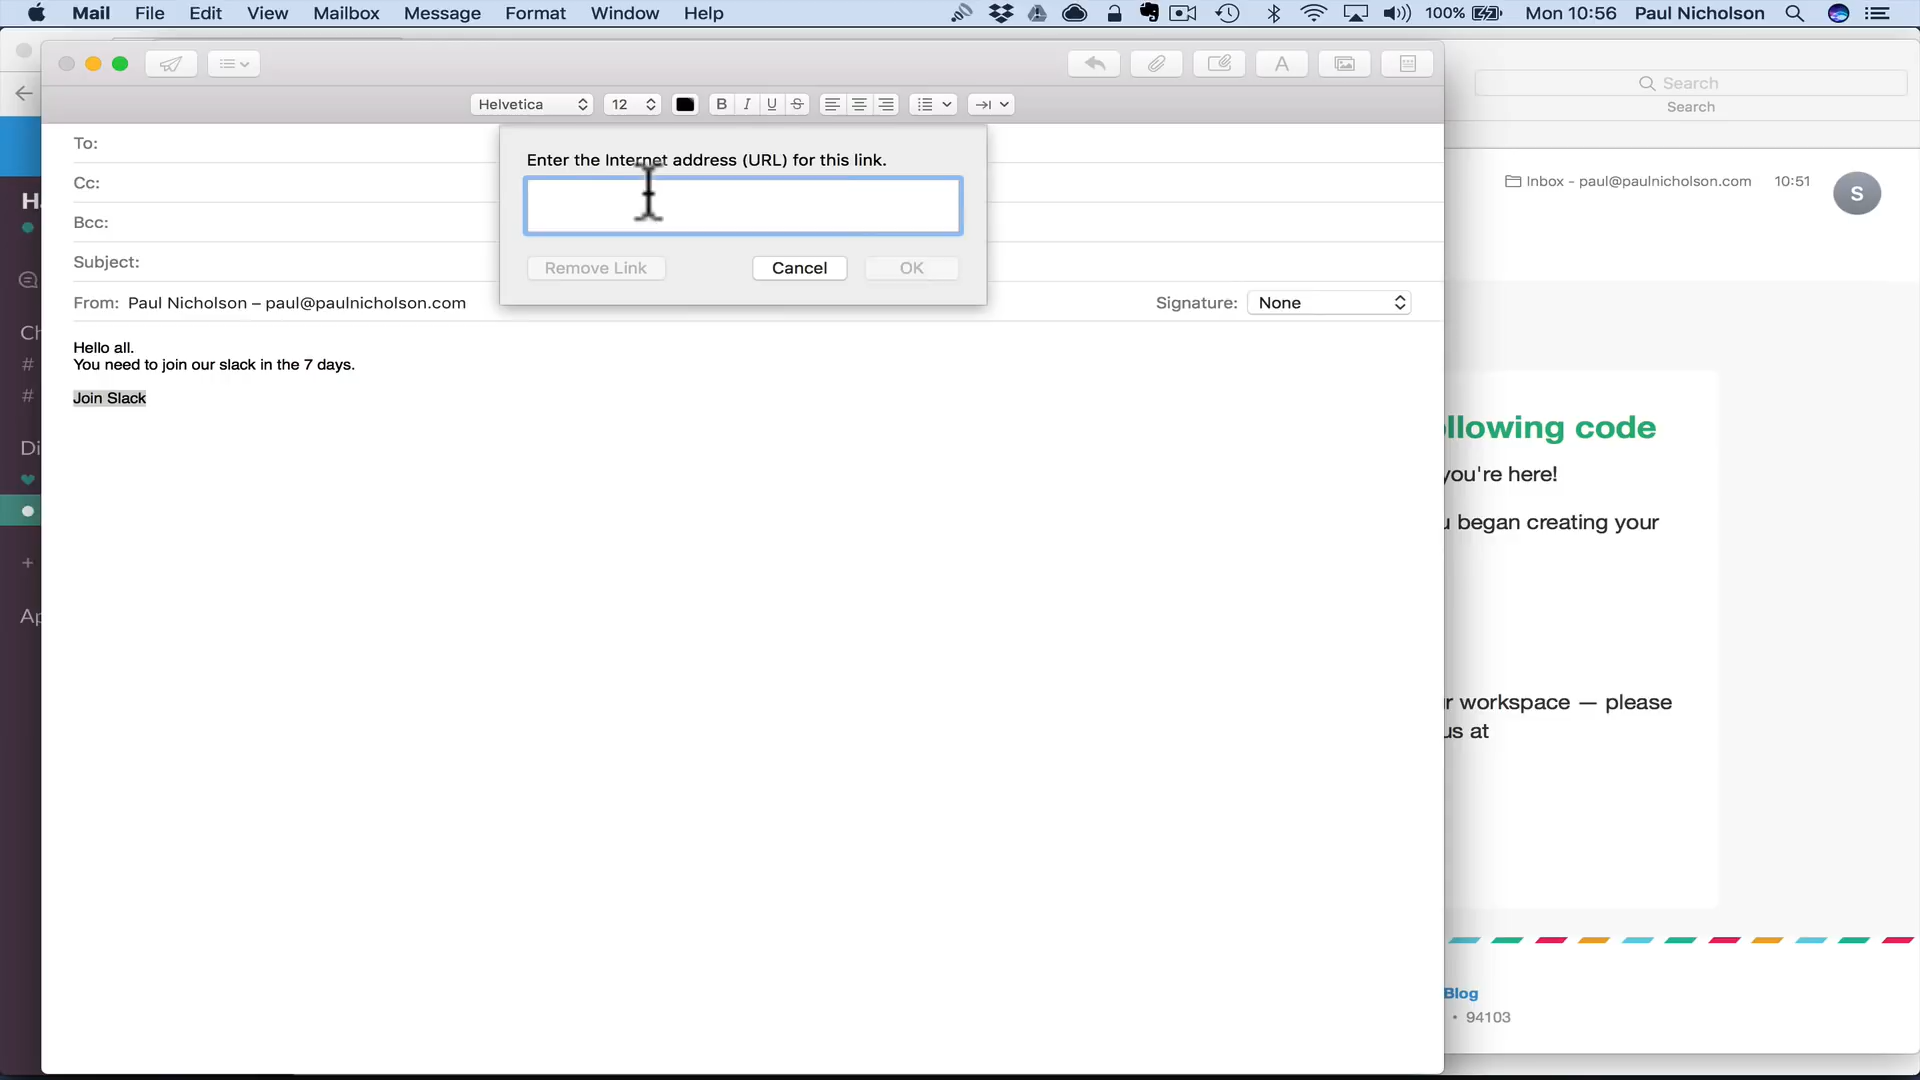 Mail File Edit View Mailbox Message Format Window Help 100% Mon 10:56 Paul Nicholson
Helvetica 12 B I U S
A
Search
Search
To:
Cc:
Bcc:
Subject:
From: Paul Nicholson – paul@paulnicholson.com
Signature: None
Enter the Internet address (URL) for this link.
Remove Link Cancel OK
Hello all.
You need to join our slack in the 7 days.
Join Slack
Inbox - paul@paulnicholson.com 10:51 S
llowing code
you're here!
u began creating your
r workspace — please
us at
Blog
• 94103
H
Ch
#
#
Di
+
Ap